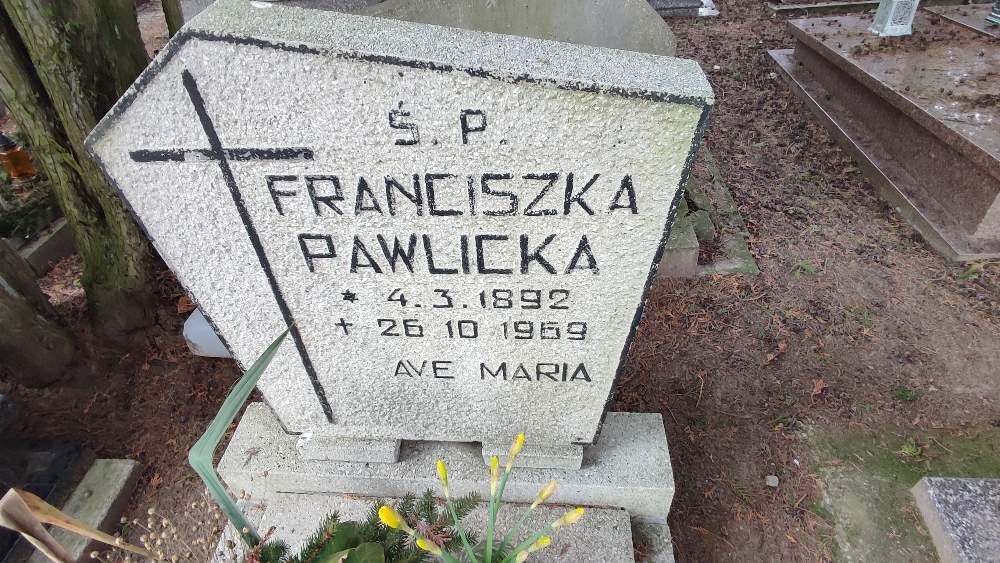 Ś. P.
FRANCISZKA
PAWLICKA
* 4.3.1892
+ 26 10 1969
AVE MARIA